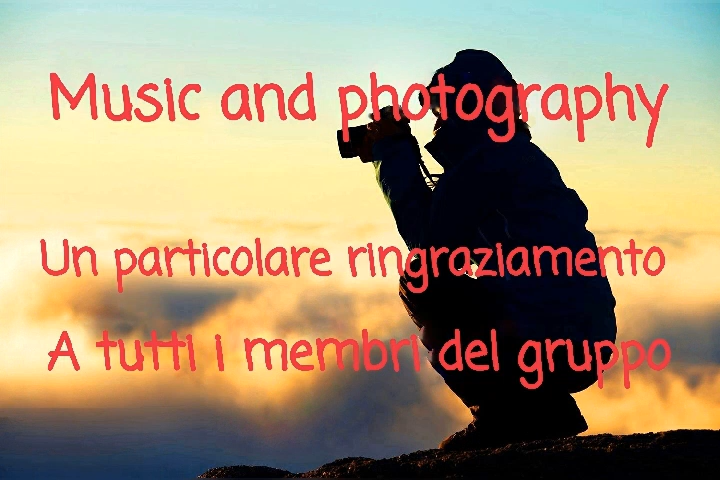 Music and photography
Un particolare ringraziamento
A tutti i membri del gruppo